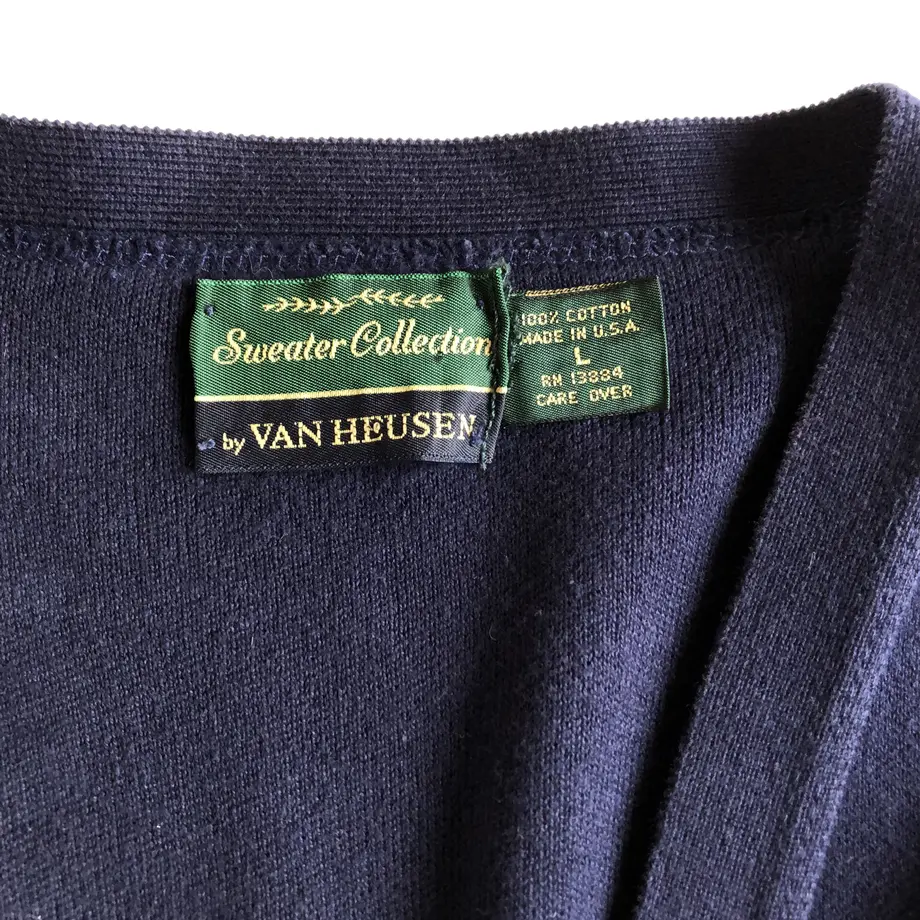 Sweater Collection
by VAN HEUSEN
100% COTTON
MADE IN U.S.A.
L
RN 13884
CARE OVER